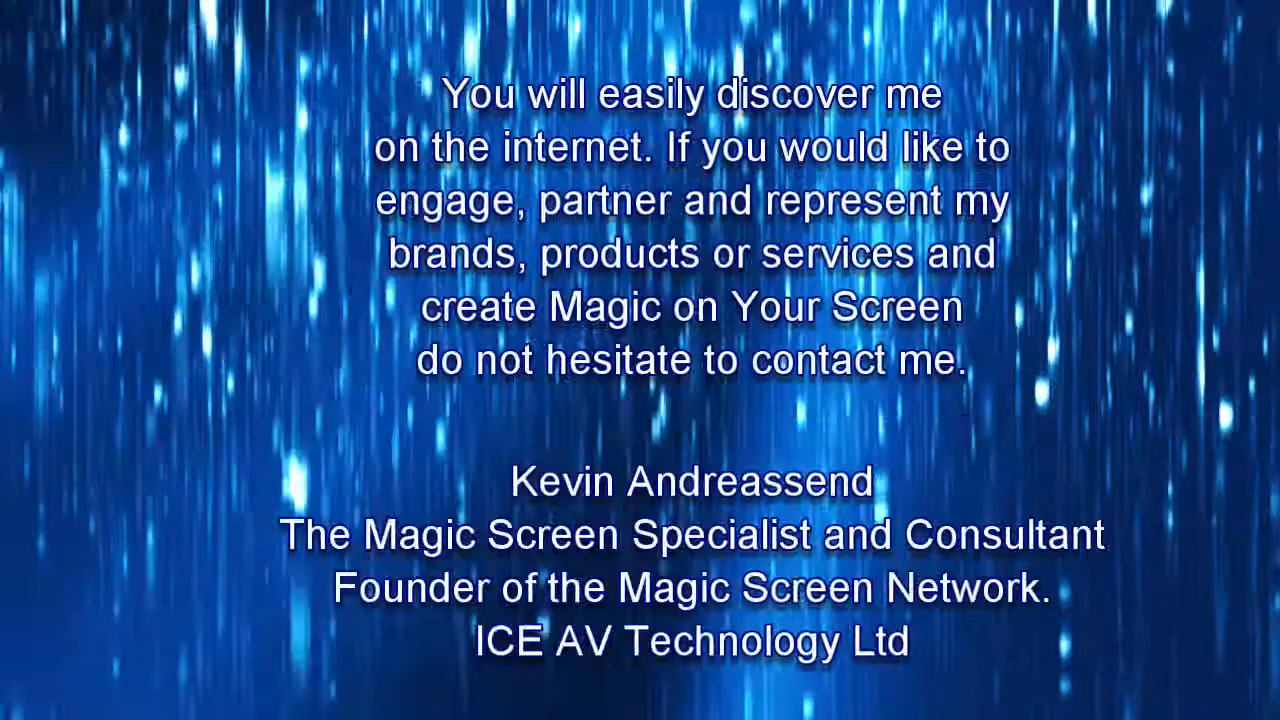 You will easily discover me
on the internet. If you would like to
engage, partner and represent my
brands, products or services and
create Magic on Your Screen
do not hesitate to contact me.
Kevin Andreassend
The Magic Screen Specialist and Consultant
Founder of the Magic Screen Network.
ICE AV Technology Ltd